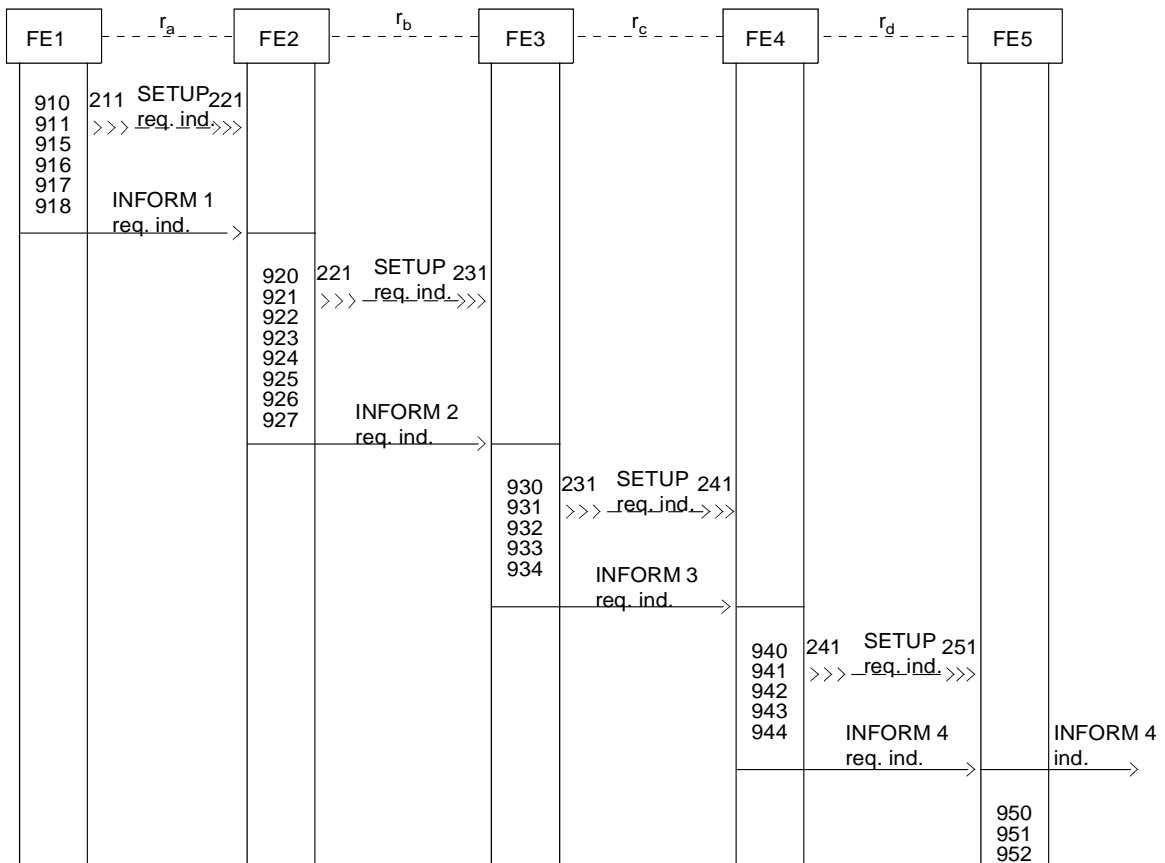 FE1 ra FE2 rb FE3 rc FE4 rd FE5
910 211 SETUP 221
911 req. ind.
915
916
917 INFORM 1
918 req. ind.
920 221 SETUP 231
921 req. ind.
922
923
924
925
926 INFORM 2
927 req. ind.
930 231 SETUP 241
931 req. ind.
932
933 INFORM 3
934 req. ind.
940 241 SETUP 251
941 req. ind.
942
943
944 INFORM 4 INFORM 4
req. ind. ind.
950
951
952